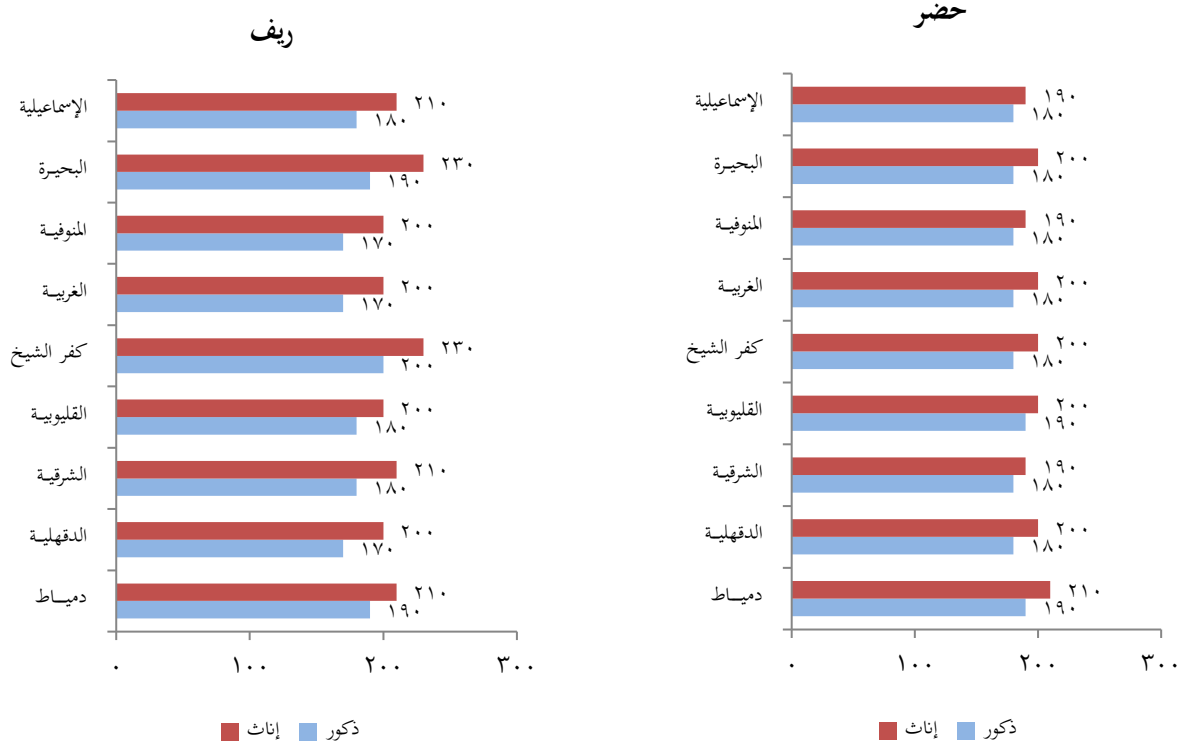 حضر
الإسماعيلية ١٩٠ ١٨٠
البحيرة ٢٠٠ ١٨٠
المنوفية ١٩٠ ١٨٠
الغربية ٢٠٠ ١٨٠
كفر الشيخ ٢٠٠ ١٨٠
القليوبية ٢٠٠ ١٩٠
الشرقية ١٩٠ ١٨٠
الدقهلية ٢٠٠ ١٨٠
دميـاط ٢١٠ ١٩٠
٠ ١٠٠ ٢٠٠ ٣٠٠
ذكور إناث
ريف
الإسماعيلية ٢١٠ ١٨٠
البحيرة ٢٣٠ ١٩٠
المنوفية ٢٠٠ ١٧٠
الغربية ٢٠٠ ١٧٠
كفر الشيخ ٢٣٠ ٢٠٠
القليوبية ٢٠٠ ١٨٠
الشرقية ٢١٠ ١٨٠
الدقهلية ٢٠٠ ١٧٠
دميـاط ٢١٠ ١٩٠
٠ ١٠٠ ٢٠٠ ٣٠٠
ذكور إناث